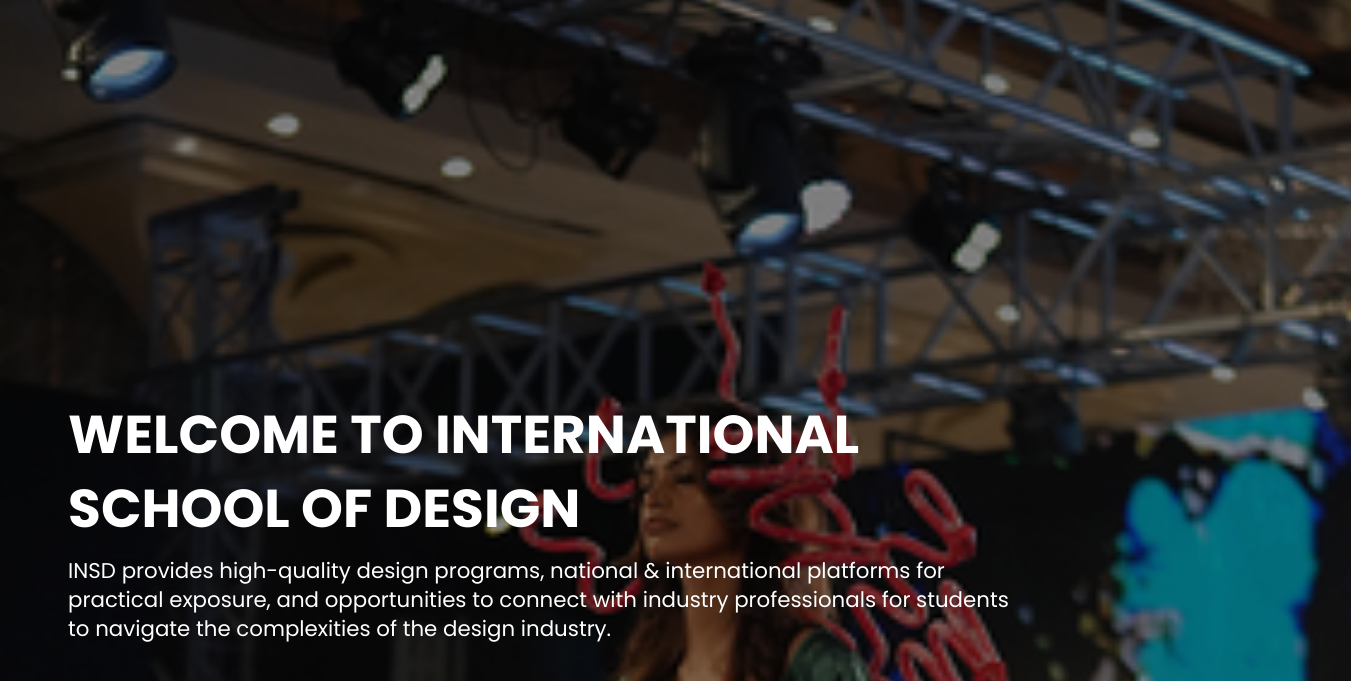 WELCOME TO INTERNATIONAL
SCHOOL OF DESIGN
INSD provides high-quality design programs, national & international platforms for
practical exposure, and opportunities to connect with industry professionals for students
to navigate the complexities of the design industry.